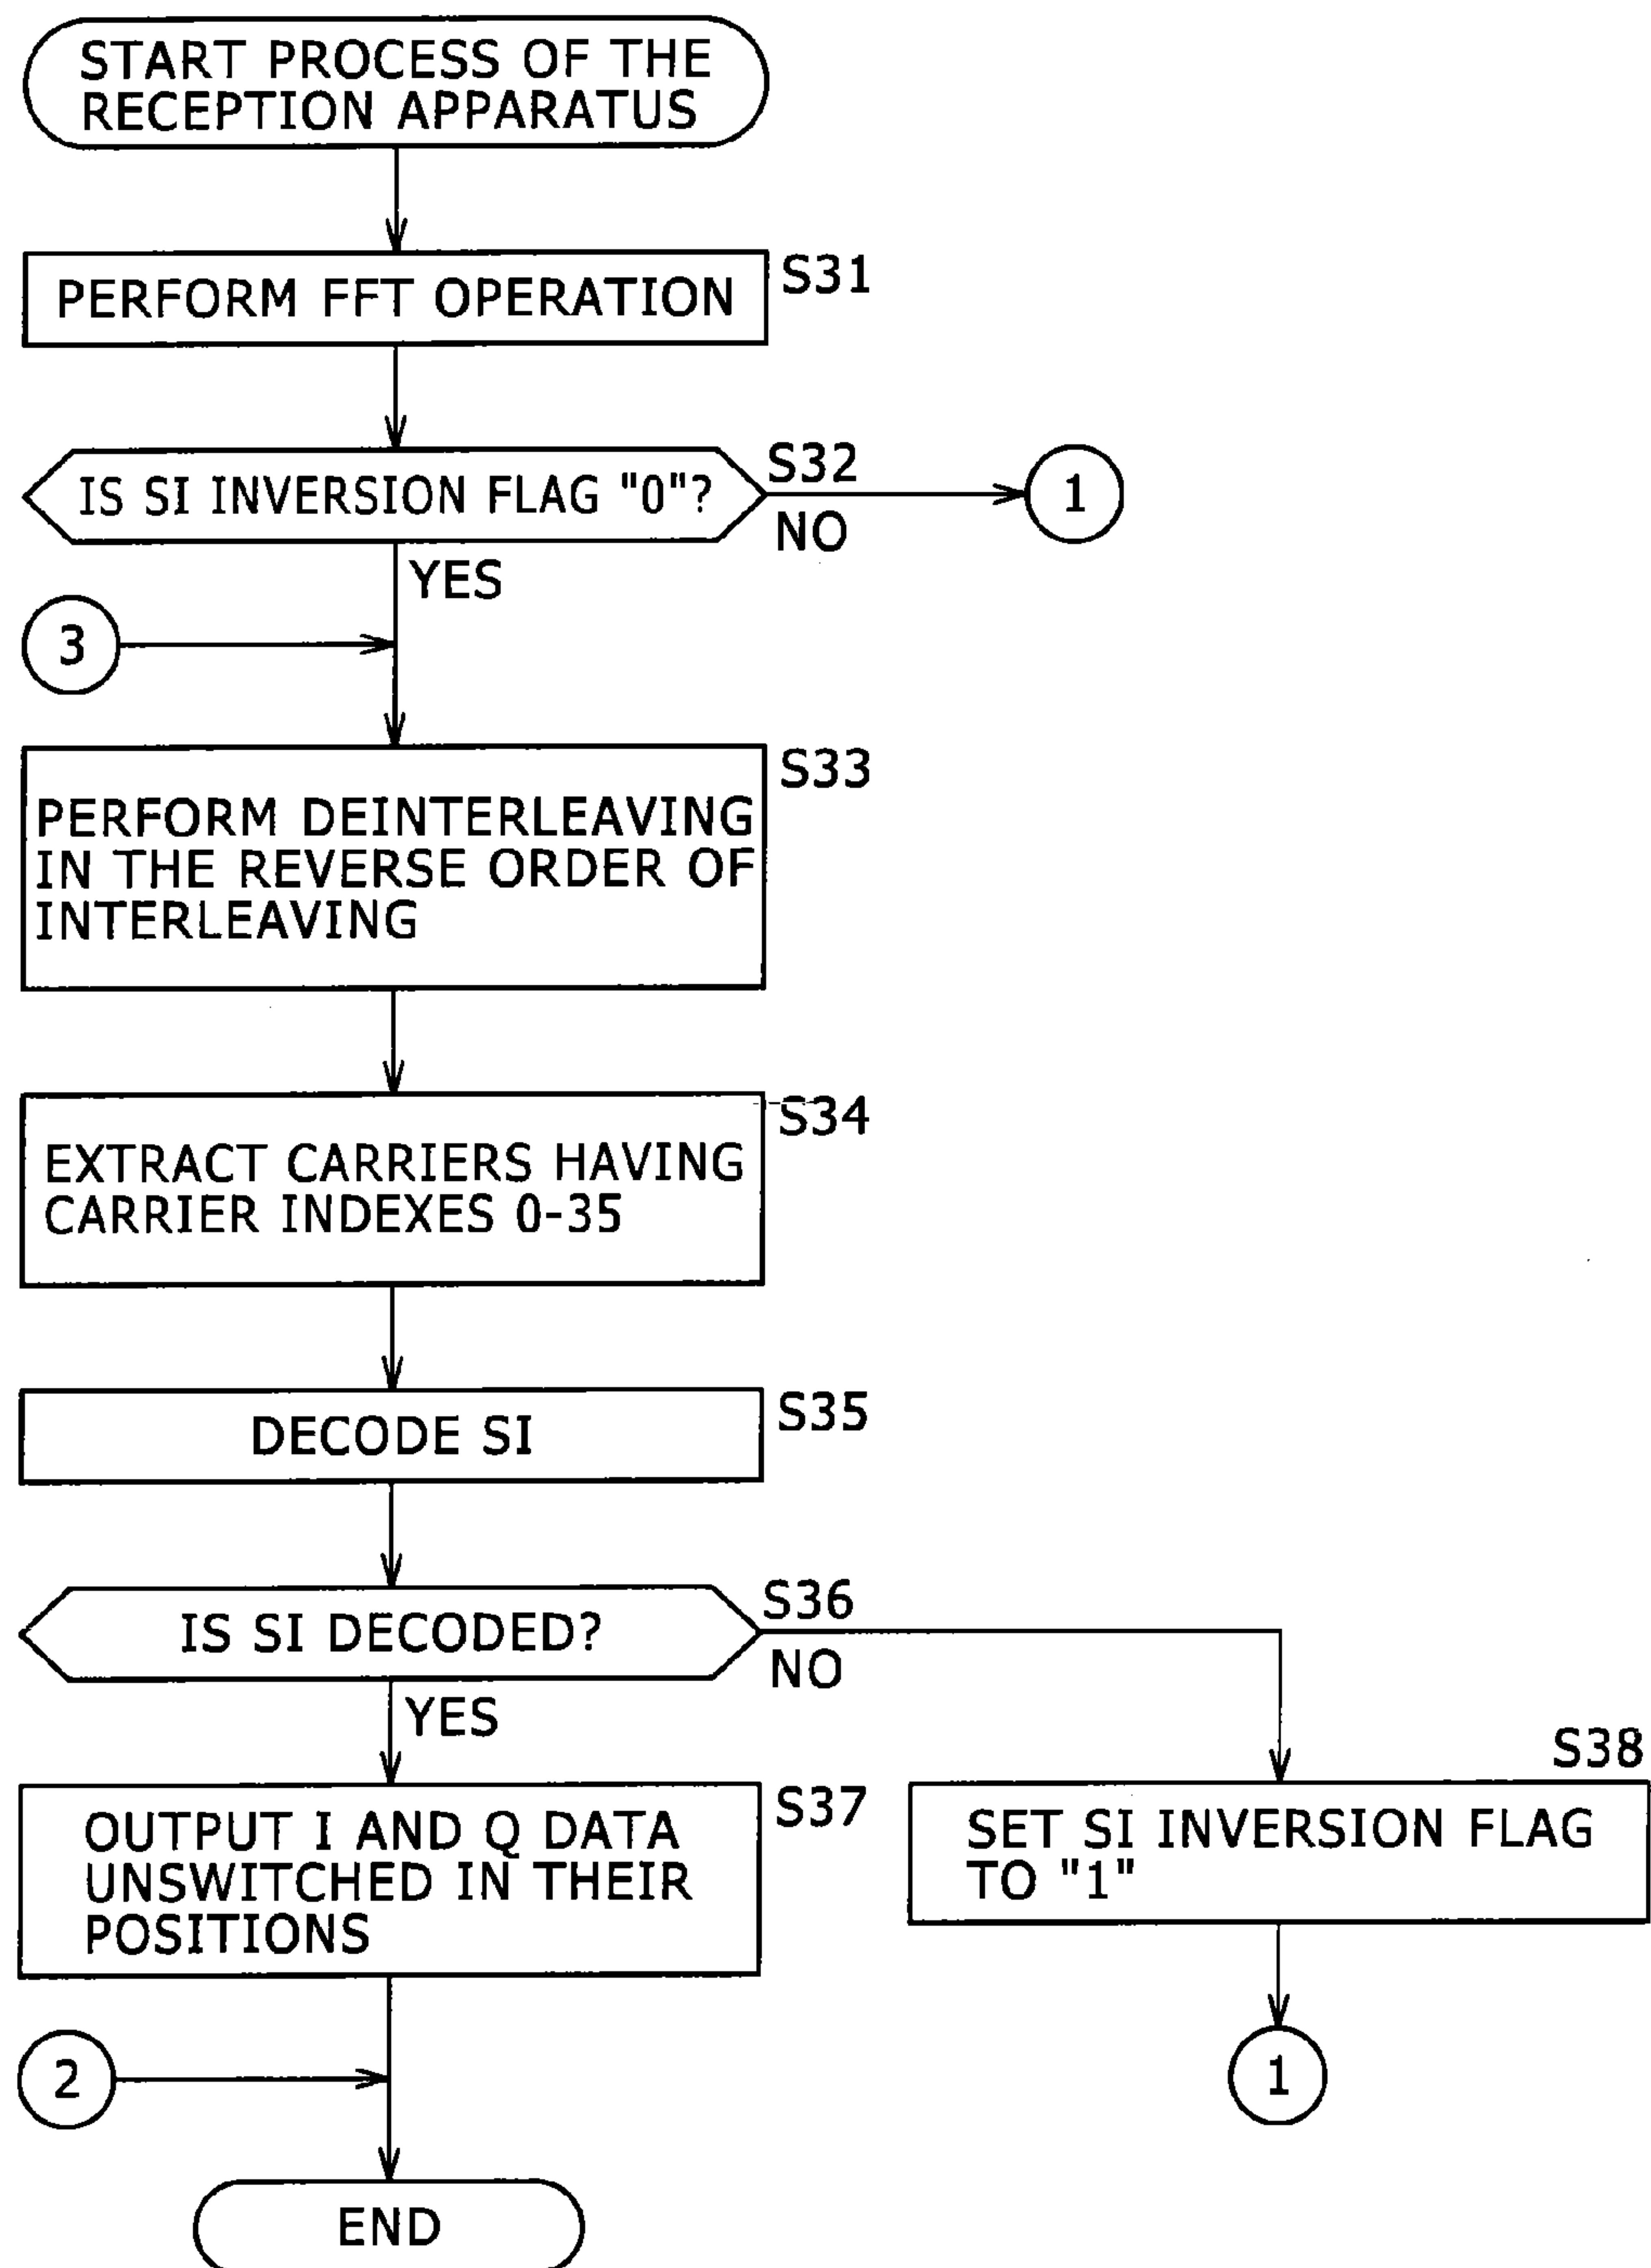 START PROCESS OF THE
RECEPTION APPARATUS
PERFORM FFT OPERATION
S31
IS SI INVERSION FLAG "0"?
S32
NO
1
YES
3
S33
PERFORM DEINTERLEAVING
IN THE REVERSE ORDER OF
INTERLEAVING
S34
EXTRACT CARRIERS HAVING
CARRIER INDEXES 0-35
DECODE SI
S35
IS SI DECODED?
S36
NO
YES
S37
OUTPUT I AND Q DATA
UNSWITCHED IN THEIR
POSITIONS
S38
SET SI INVERSION FLAG
TO "1"
2
1
END